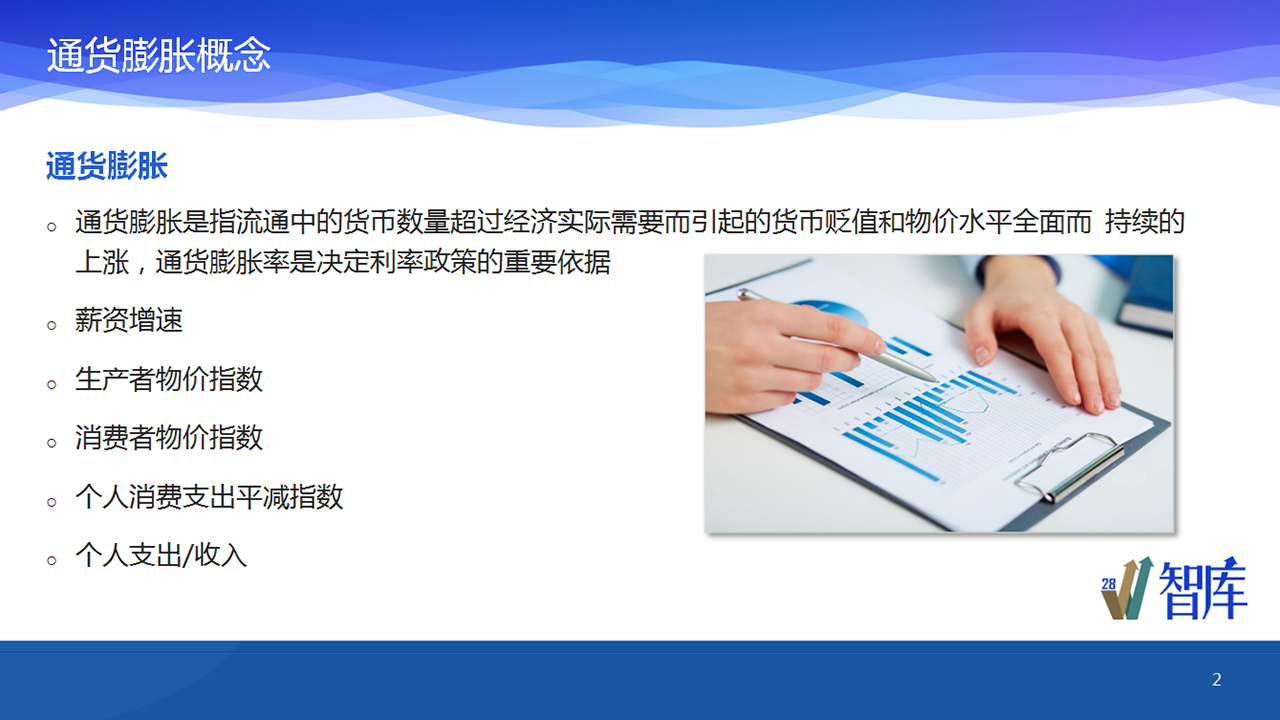 通货膨胀概念
通货膨胀
通货膨胀是指流通中的货币数量超过经济实际需要而引起的货币贬值和物价水平全面而 持续的
上涨，通货膨胀率是决定利率政策的重要依据
薪资增速
生产者物价指数
消费者物价指数
个人消费支出平减指数
个人支出/收入
28 智库
2